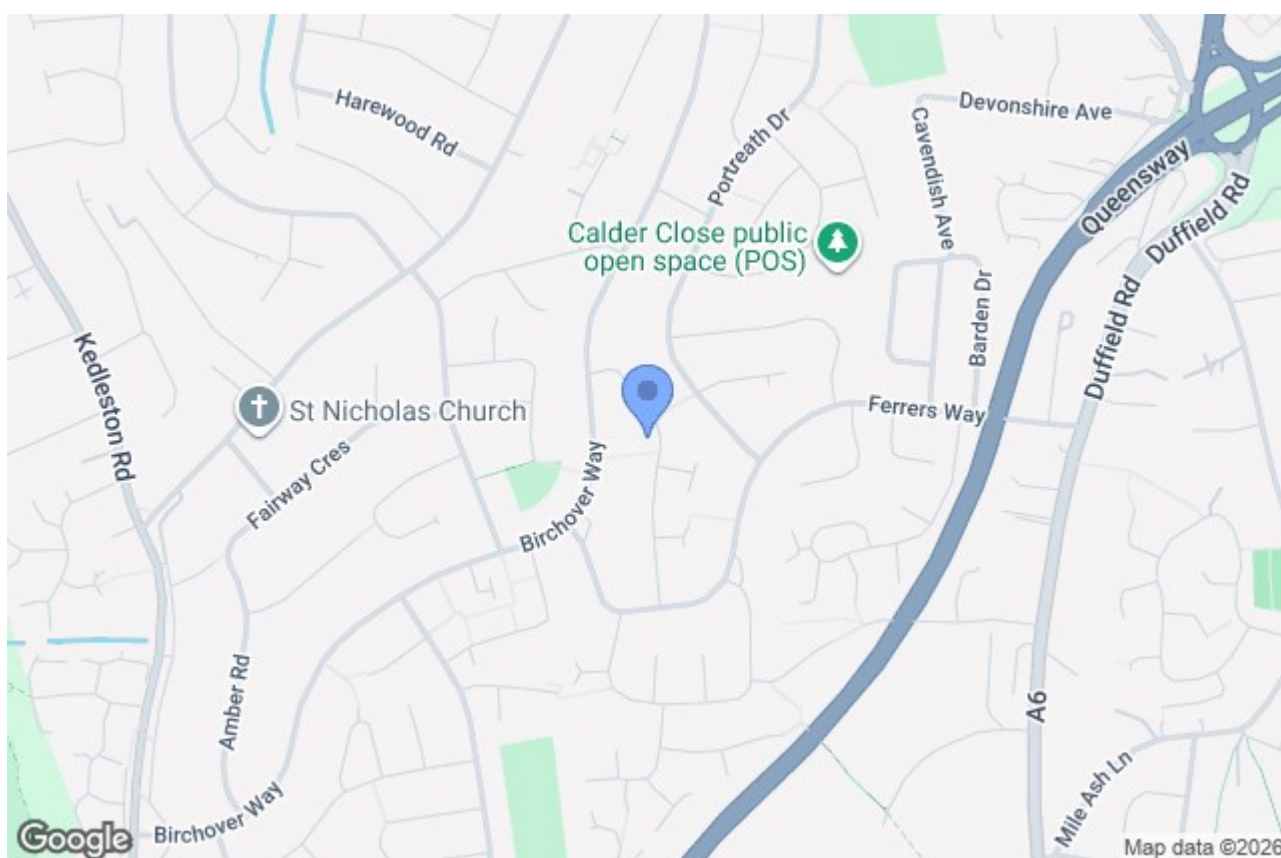 Harewood Rd
Devonshire Ave
Portreath Dr
Cavendish Ave
Queensway
Duffield Rd
Calder Close public
open space (POS)
Barden Dr
Kedleston Rd
Duffield Rd
St Nicholas Church
Ferrers Way
Fairway Cres
Birchover Way
Amber Rd
A6
Mile Ash Ln
Birchover Way
Google
Map data ©2026